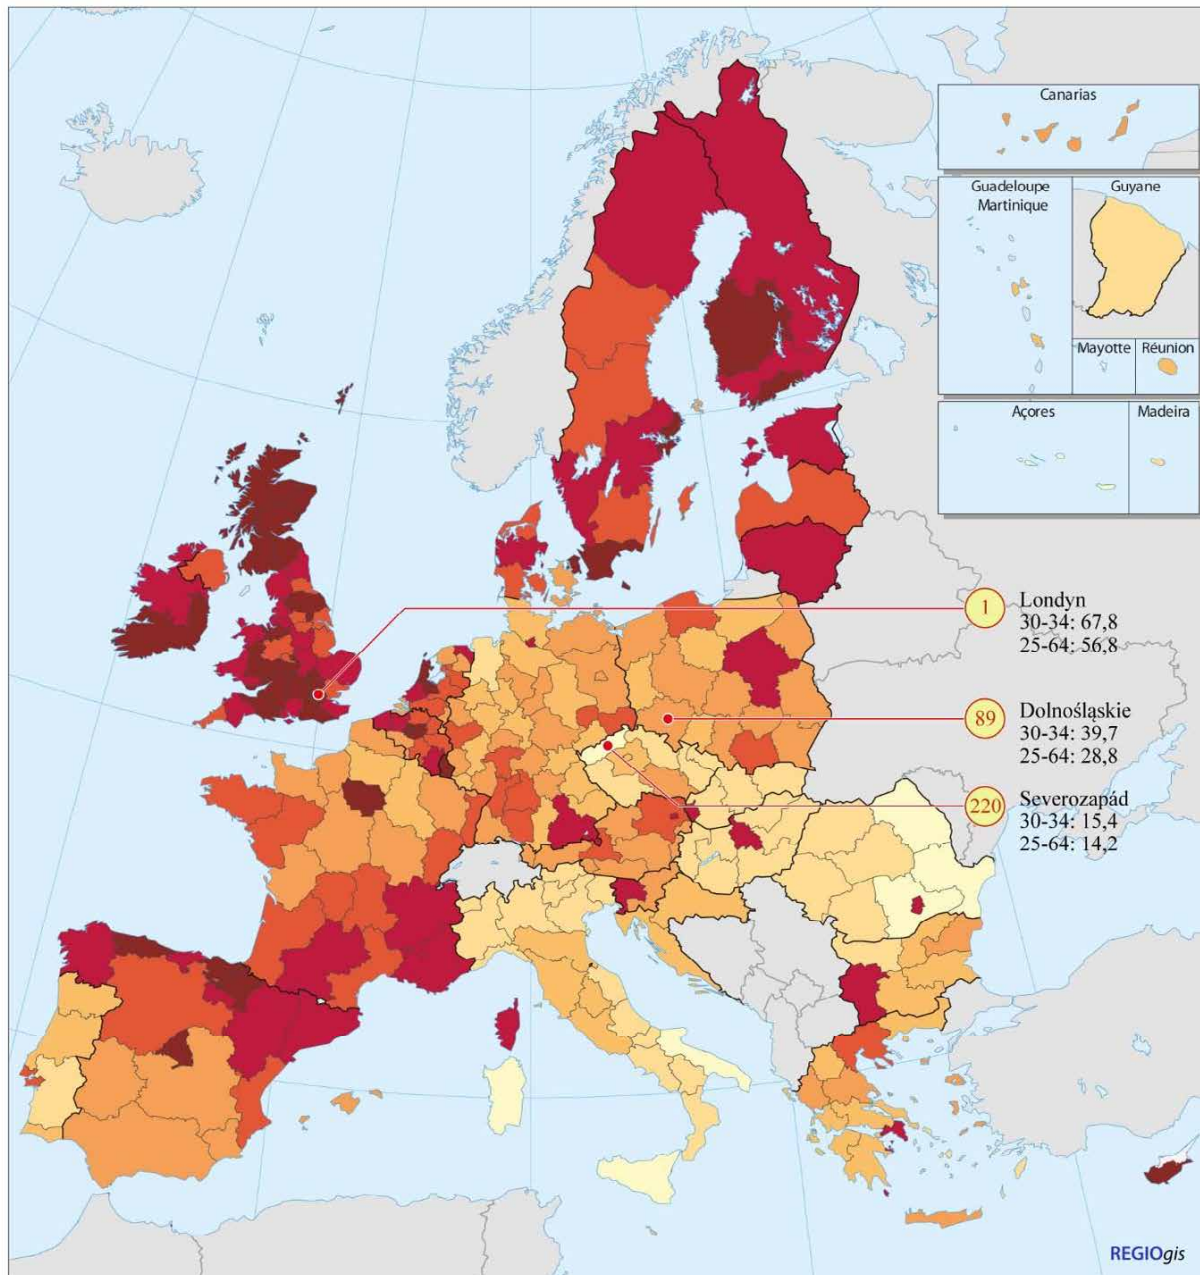 Canarias
Guadeloupe
Martinique
Guyane
Mayotte
Réunion
Açores
Madeira
1
Londyn
30-34: 67,8
25-64: 56,8
89
Dolnośląskie
30-34: 39,7
25-64: 28,8
220
Severozapád
30-34: 15,4
25-64: 14,2
REGIOgis